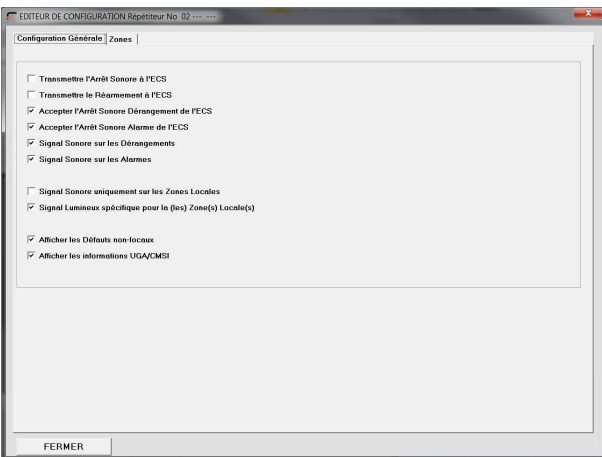 EDITEUR DE CONFIGURATION Répétiteur No 02 --- ---
Configuration Générale Zones
Transmettre l'Arrêt Sonore à l'ECS
Transmettre le Réarmement à l'ECS
Accepter l'Arrêt Sonore Dérangement de l'ECS
Accepter l'Arrêt Sonore Alarme de l'ECS
Signal Sonore sur les Dérangements
Signal Sonore sur les Alarmes
Signal Sonore uniquement sur les Zones Locales
Signal Lumineux spécifique pour la (les) Zone(s) Locale(s)
Afficher les Défauts non-locaux
Afficher les informations UGA/CMSI
FERMER